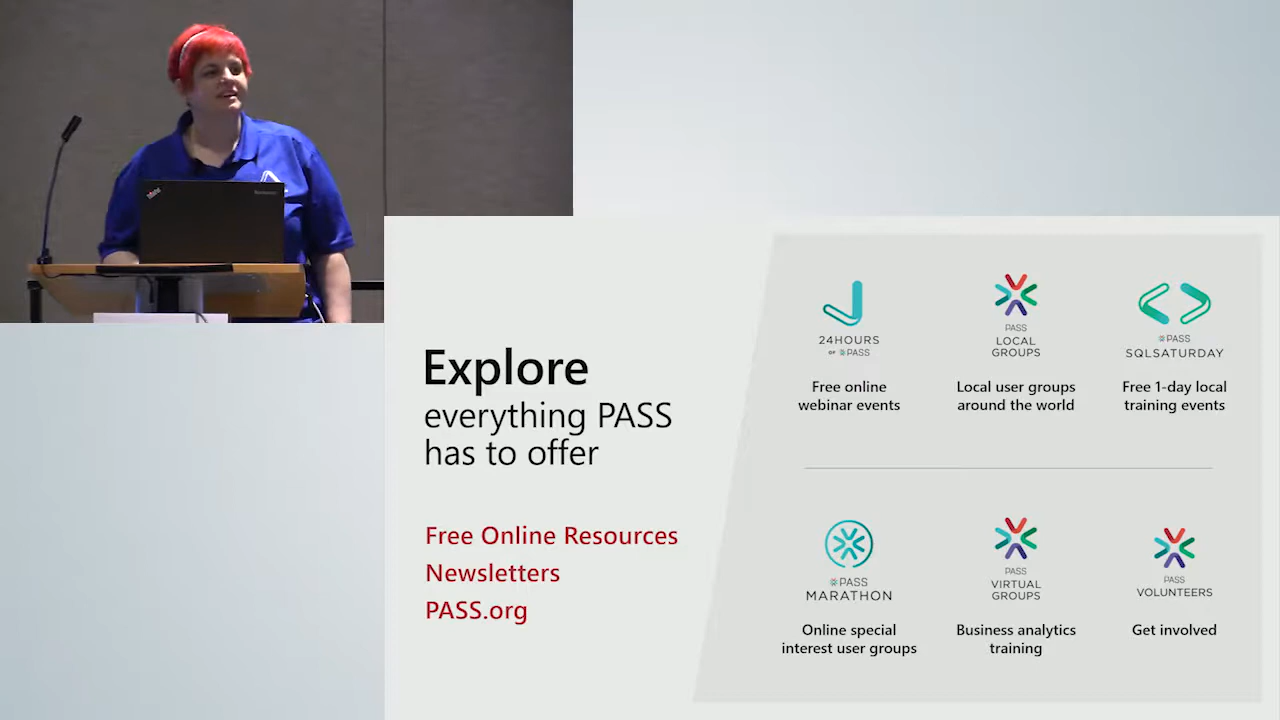 Explore
everything PASS
has to offer
Free Online Resources
Newsletters
PASS.org
24HOURS
OF PASS
Free online
webinar events
PASS
LOCAL
GROUPS
Local user groups
around the world
PASS
SQLSATURDAY
Free 1-day local
training events
PASS
MARATHON
Online special
interest user groups
PASS
VIRTUAL
GROUPS
Business analytics
training
PASS
VOLUNTEERS
Get involved